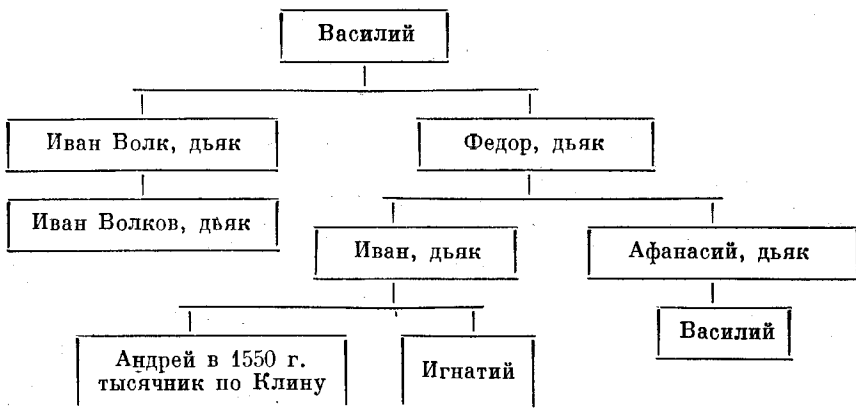 Василий
Иван Волк, дьяк
Федор, дьяк
Иван Волков, дьяк
Иван, дьяк
Афанасий, дьяк
Андрей в 1550 г.
тысячник по Клину
Игнатий
Василий